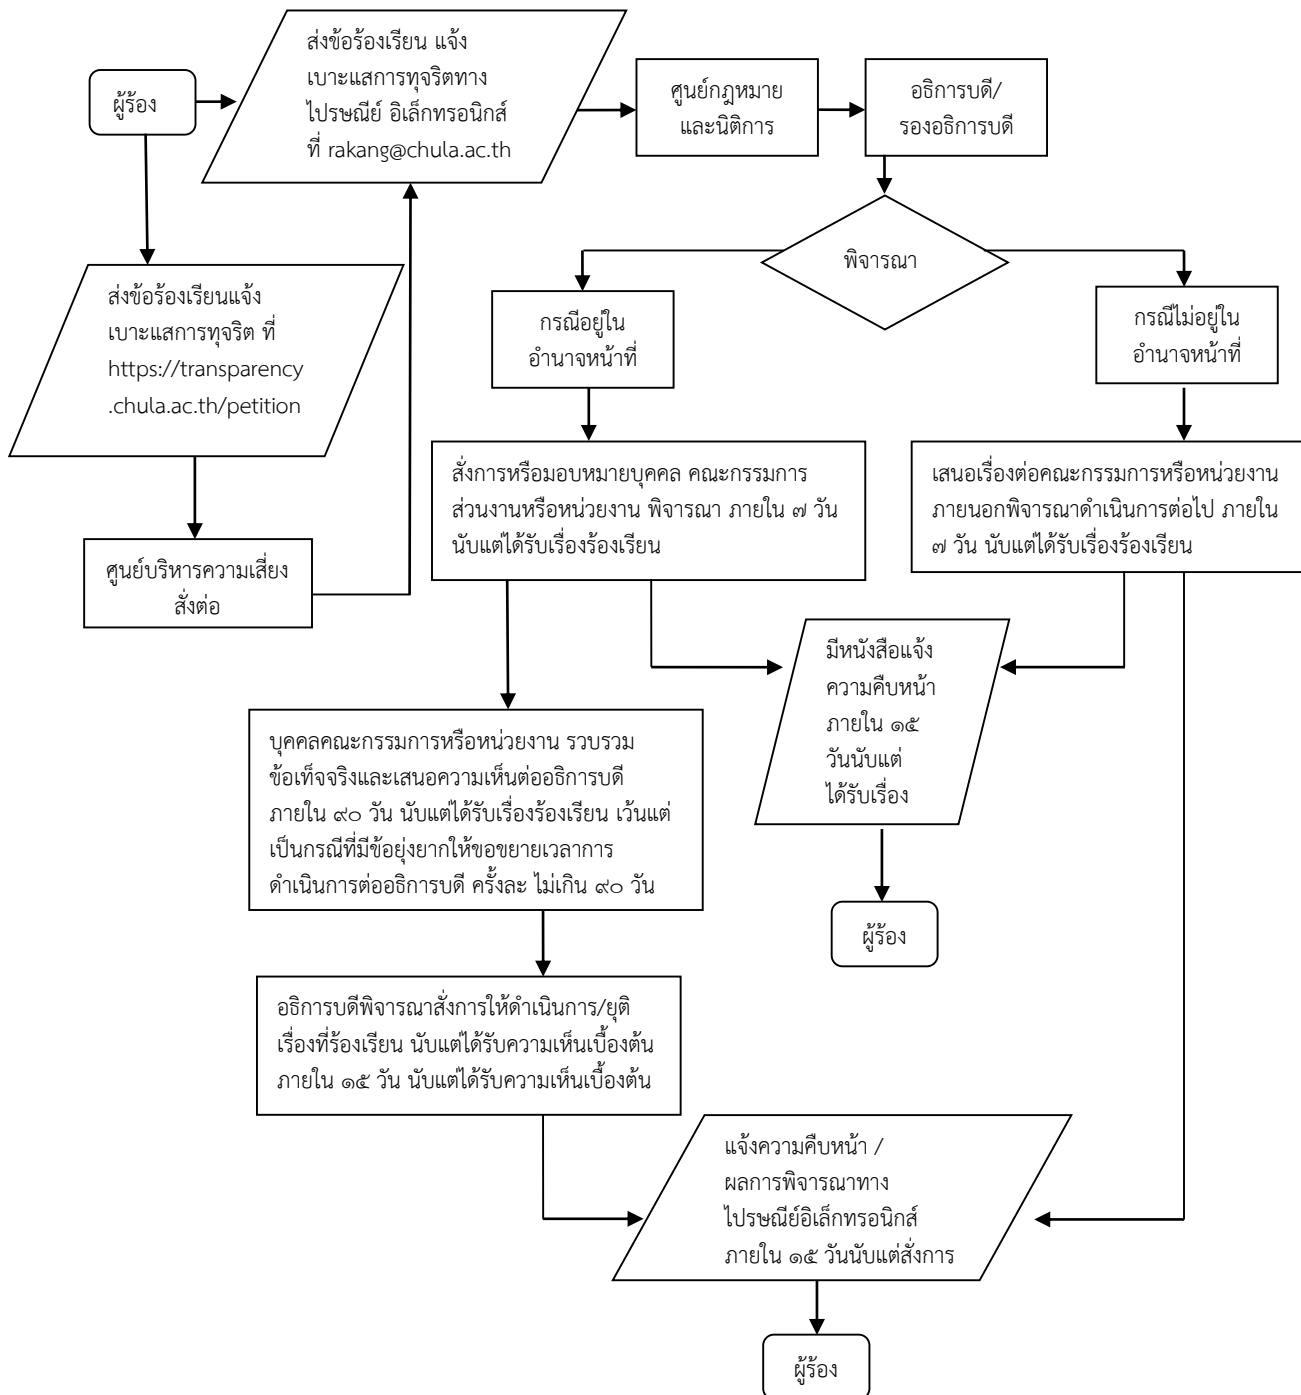 ผู้ร้อง
ส่งข้อร้องเรียน แจ้ง
เบาะแสการทุจริตทาง
ไปรษณีย์ อิเล็กทรอนิกส์
ที่ rakang@chula.ac.th
ศูนย์กฎหมาย
และนิติการ
อธิการบดี/
รองอธิการบดี
พิจารณา
ส่งข้อร้องเรียนแจ้ง
เบาะแสการทุจริต ที่
https://transparency
.chula.ac.th/petition
ศูนย์บริหารความเสี่ยง
สั่งต่อ
กรณีอยู่ใน
อำนาจหน้าที่
กรณีไม่อยู่ใน
อำนาจหน้าที่
สั่งการหรือมอบหมายบุคคล คณะกรรมการ
ส่วนงานหรือหน่วยงาน พิจารณา ภายใน ๗ วัน
นับแต่ได้รับเรื่องร้องเรียน
เสนอเรื่องต่อคณะกรรมการหรือหน่วยงาน
ภายนอกพิจารณาดำเนินการต่อไป ภายใน
๗ วัน นับแต่ได้รับเรื่องร้องเรียน
มีหนังสือแจ้ง
ความคืบหน้า
ภายใน ๑๕
วันนับแต่
ได้รับเรื่อง
ผู้ร้อง
บุคคลคณะกรรมการหรือหน่วยงาน รวบรวม
ข้อเท็จจริงและเสนอความเห็นต่ออธิการบดี
ภายใน ๙๐ วัน นับแต่ได้รับเรื่องร้องเรียน เว้นแต่
เป็นกรณีที่มีข้อยุ่งยากให้ขอขยายเวลาการ
ดำเนินการต่ออธิการบดี ครั้งละ ไม่เกิน ๙๐ วัน
อธิการบดีพิจารณาสั่งการให้ดำเนินการ/ยุติ
เรื่องที่ร้องเรียน นับแต่ได้รับความเห็นเบื้องต้น
ภายใน ๑๕ วัน นับแต่ได้รับความเห็นเบื้องต้น
แจ้งความคืบหน้า /
ผลการพิจารณาทาง
ไปรษณีย์อิเล็กทรอนิกส์
ภายใน ๑๕ วันนับแต่สั่งการ
ผู้ร้อง